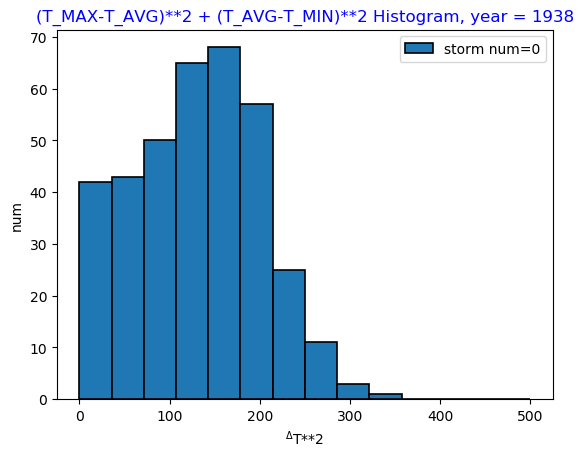 (T_MAX-T_AVG)**2 + (T_AVG-T_MIN)**2 Histogram, year = 1938
storm num=0
70
60
50
40
30
20
10
0
num
0 100 200 300 400 500
ΔT**2